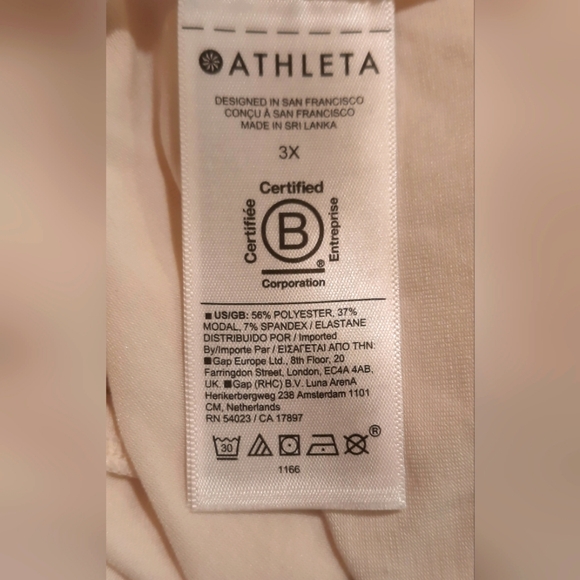 ATHLETA
DESIGNED IN SAN FRANCISCO
CONÇU À SAN FRANCISCO
MADE IN SRI LANKA
3X
Certified
Certifiée
B
Entreprise
®
Corporation
■ US/GB: 56% POLYESTER, 37%
MODAL, 7% SPANDEX / ELASTANE
DISTRIBUIDO POR / Imported
By/Importe Par / ΕΙΣΑΓΕΤΑΙ ΑΠΟ ΤΗΝ:
■Gap Europe Ltd., 8th Floor, 20
Farringdon Street, London, EC4A 4AB,
UK. ■Gap (RHC) B.V. Luna ArenA
Herikerbergweg 238 Amsterdam 1101
CM, Netherlands
RN 54023 / CA 17897
30
®
1166